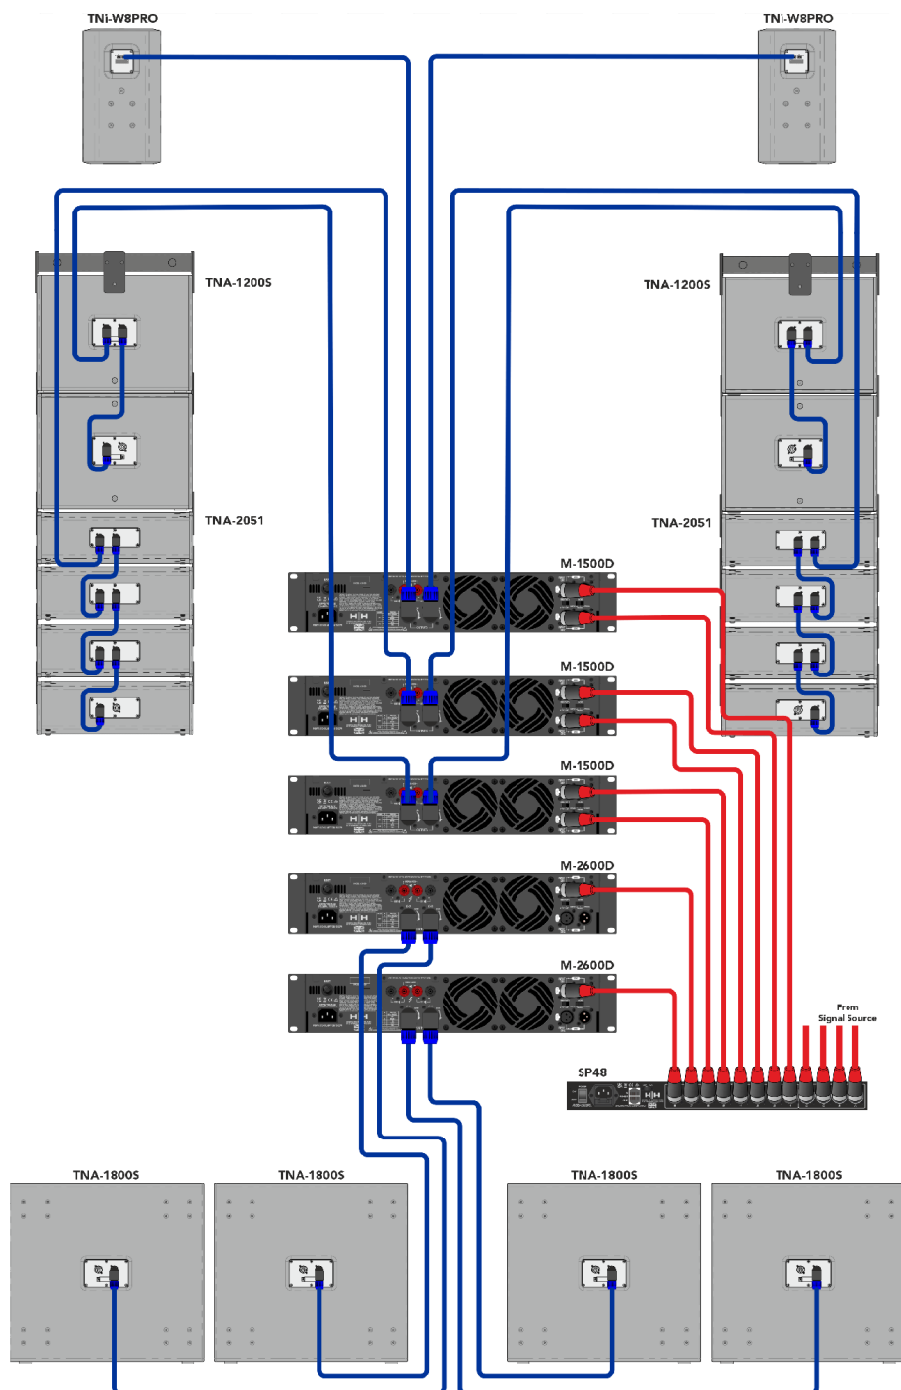 TNi-W8PRO
TNi-W8PRO
TNA-1200S
TNA-1200S
TNA-2051
TNA-2051
M-1500D
M-1500D
M-1500D
M-2600D
M-2600D
From
Signal Source
SP48
TNA-1800S
TNA-1800S
TNA-1800S
TNA-1800S